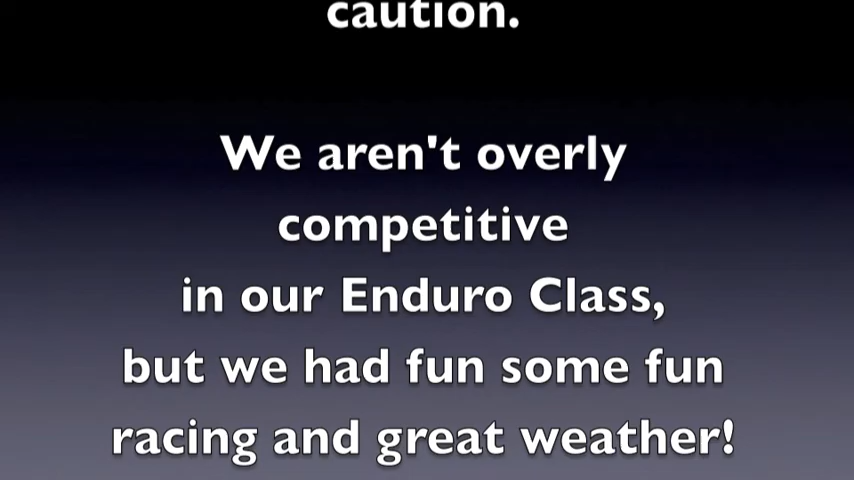 caution.
We aren't overly
competitive
in our Enduro Class,
but we had fun some fun
racing and great weather!